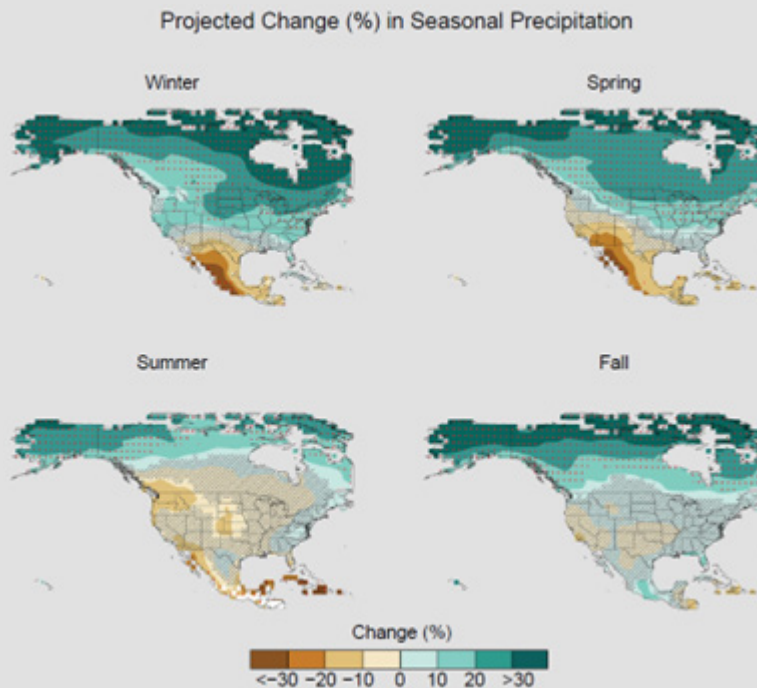 Projected Change (%) in Seasonal Precipitation
Winter
Spring
Summer
Fall
Change (%)
<−30 −20 −10 0 10 20 >30